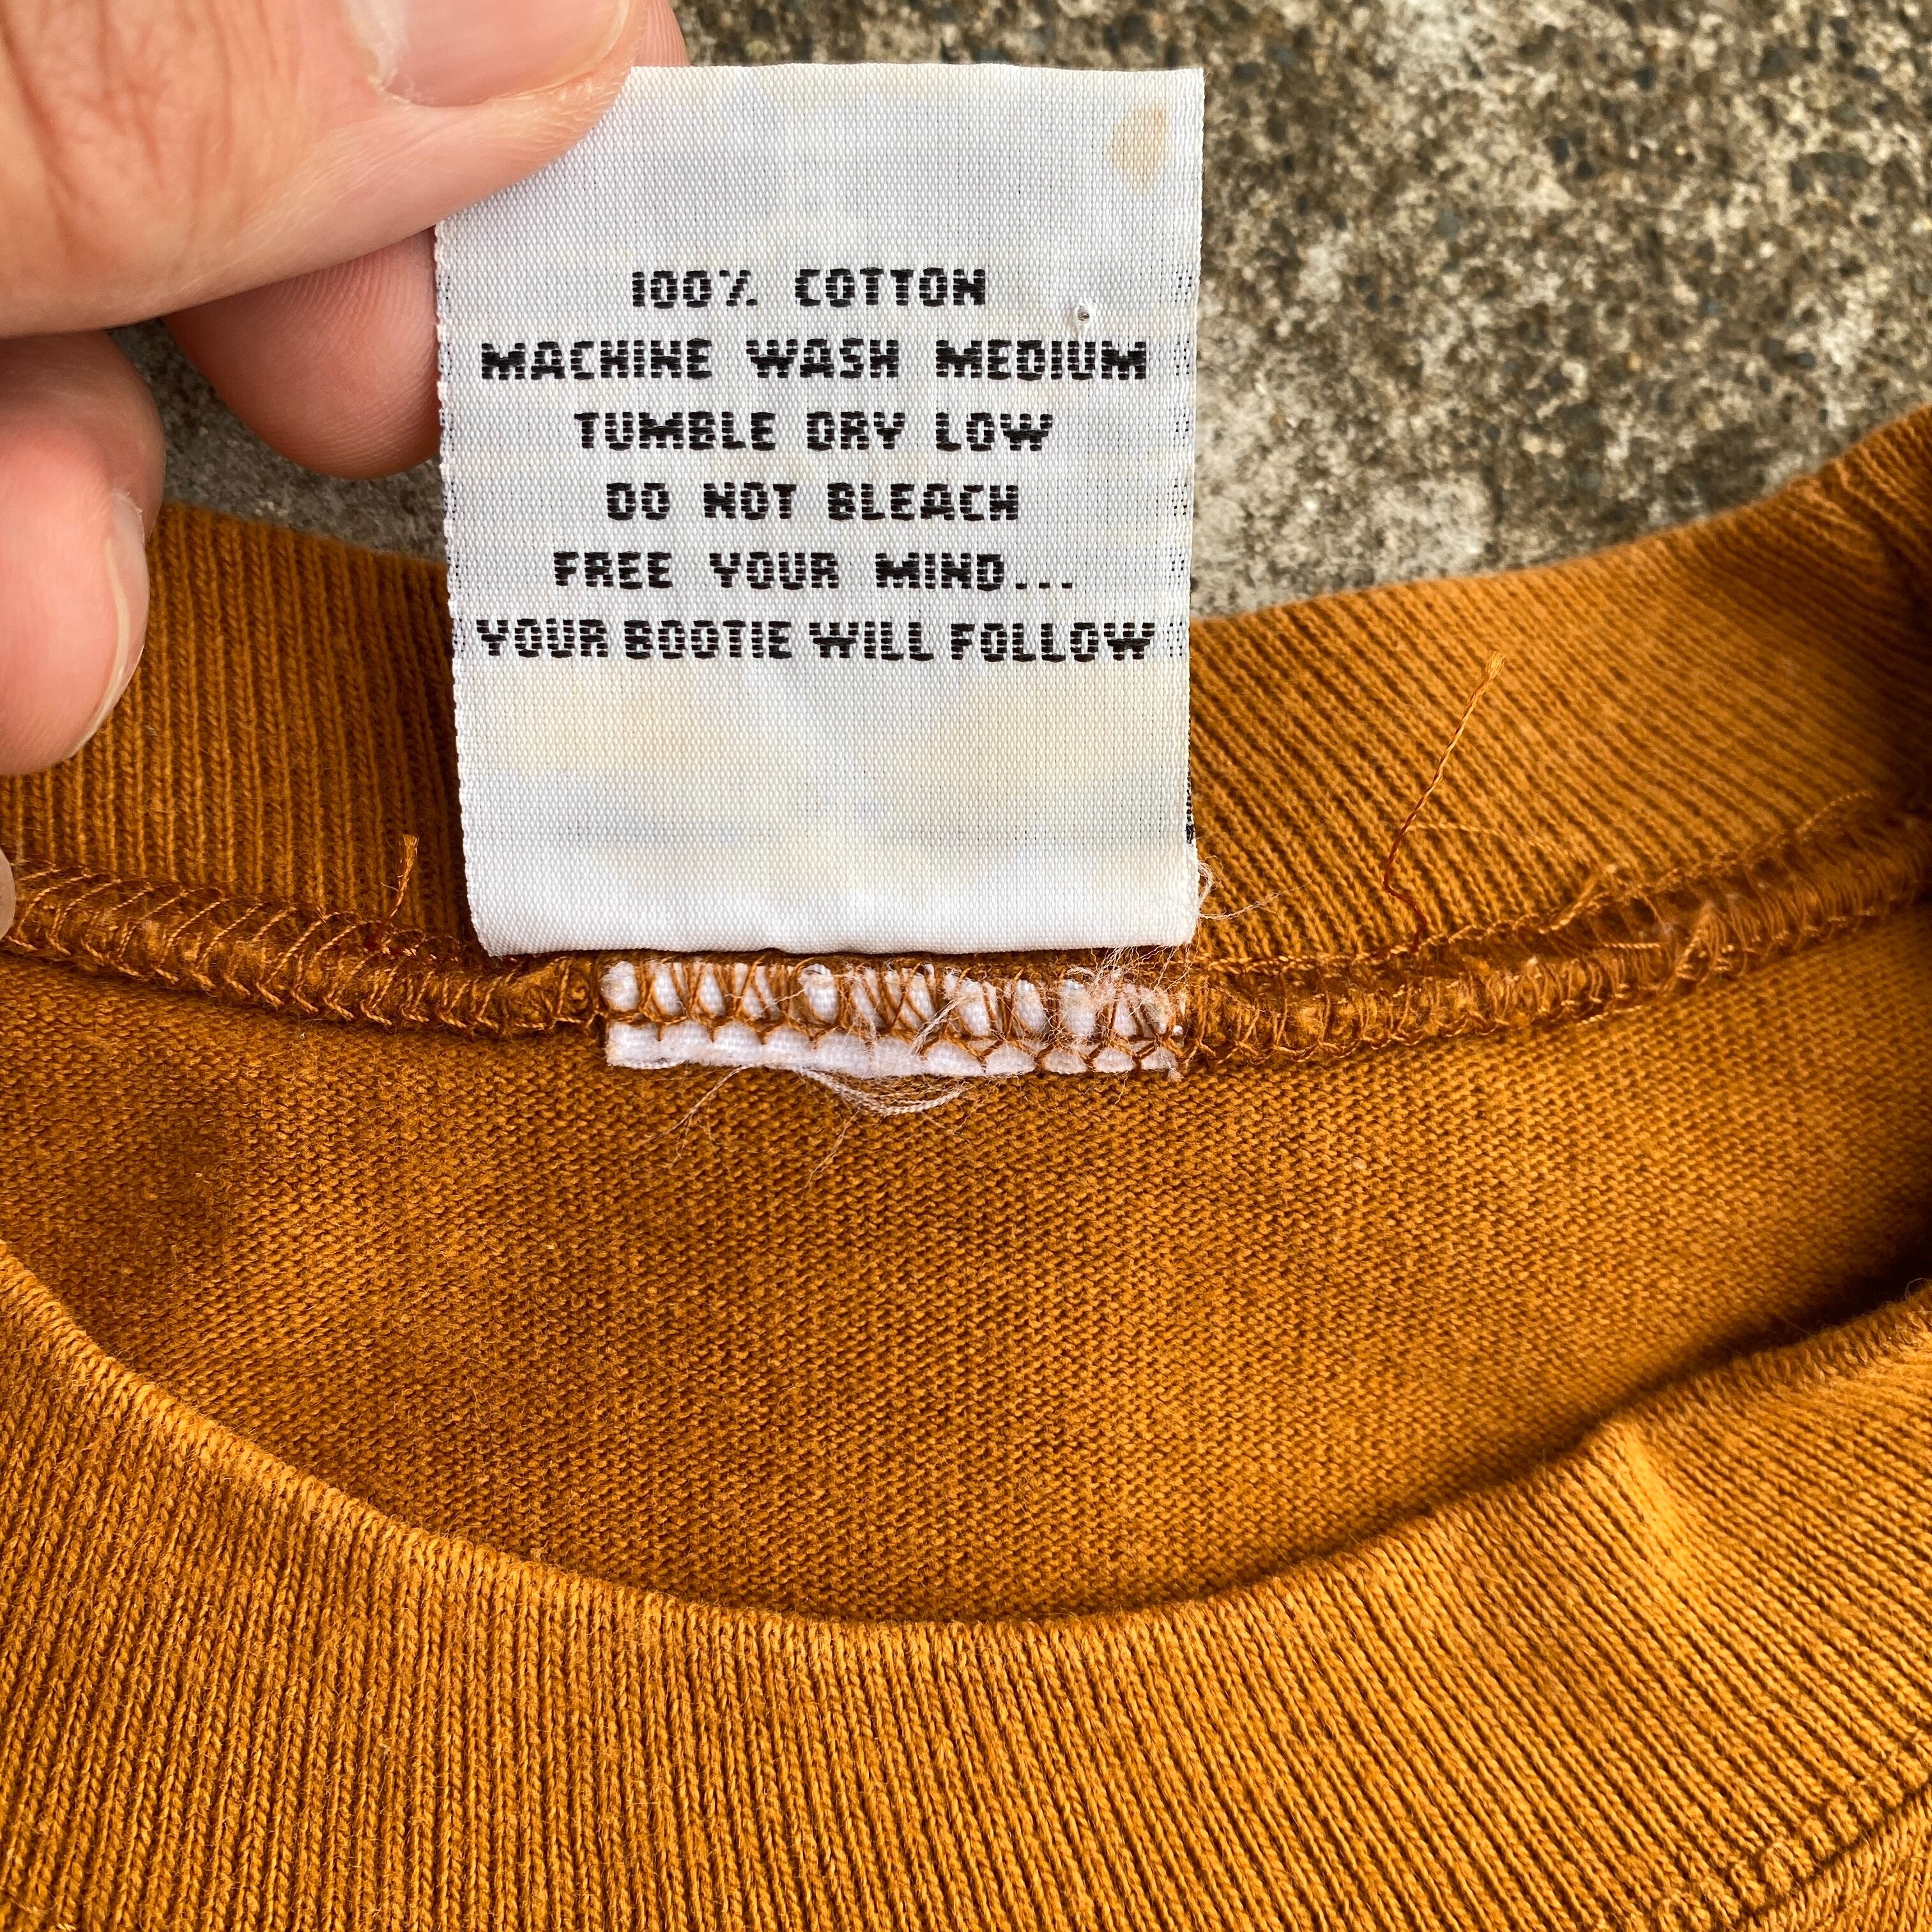 100% COTTON
MACHINE WASH MEDIUM
TUMBLE DRY LOW
DO NOT BLEACH
FREE YOUR MIND...
YOUR BOOTIE WILL FOLLOW